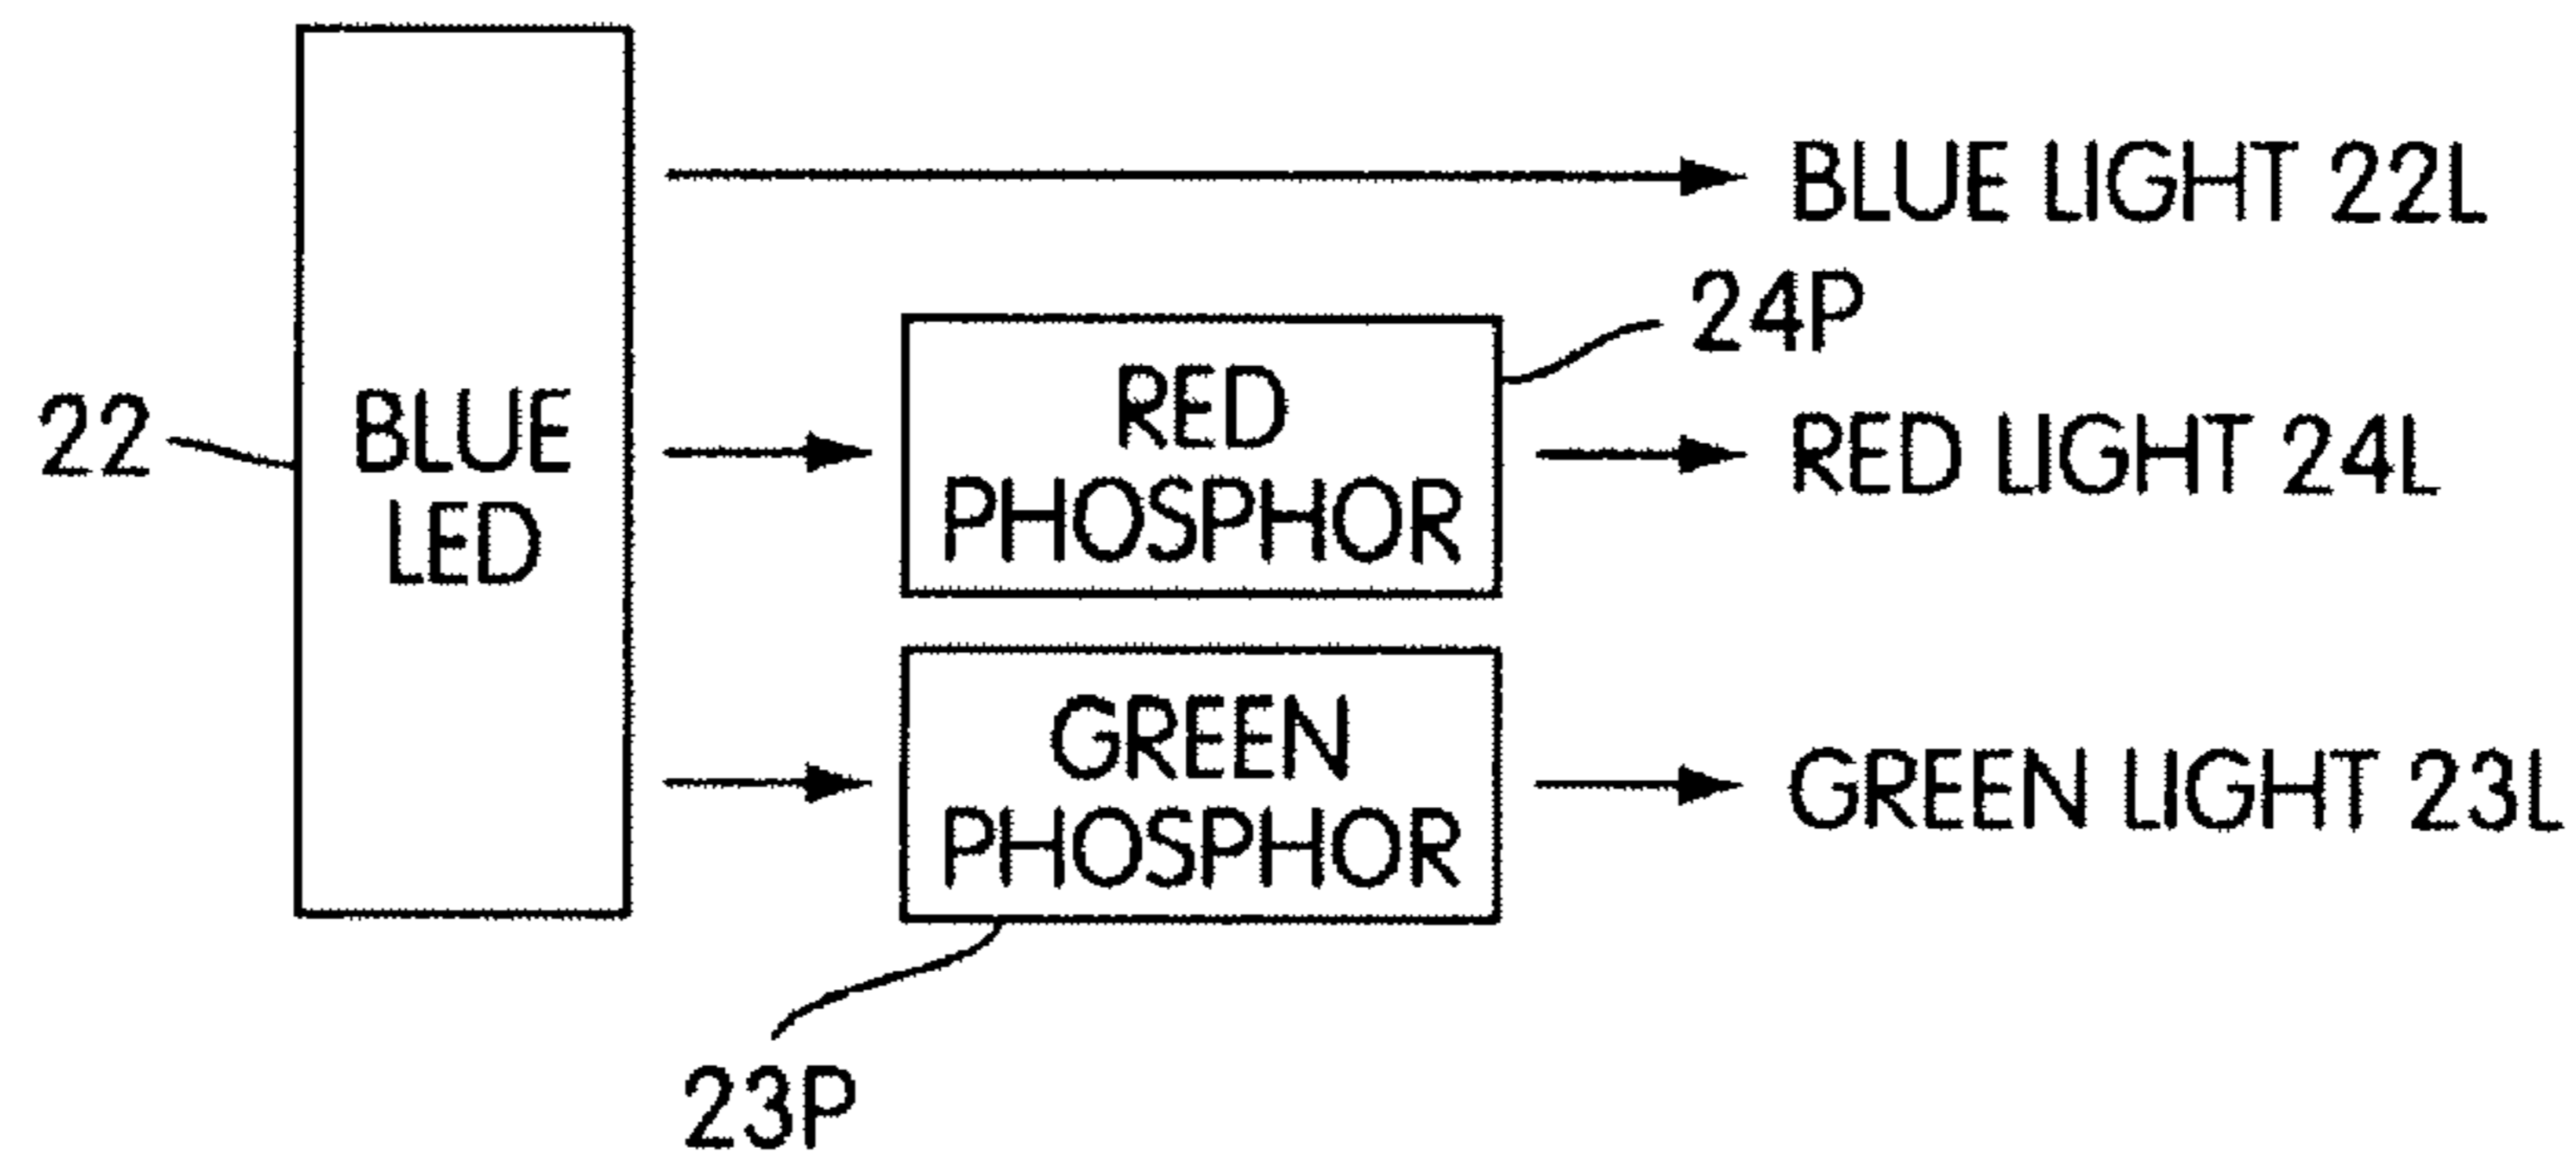 BLUE LIGHT 22L
24P
22
BLUE
LED
RED
PHOSPHOR
RED LIGHT 24L
GREEN
PHOSPHOR
GREEN LIGHT 23L
23P